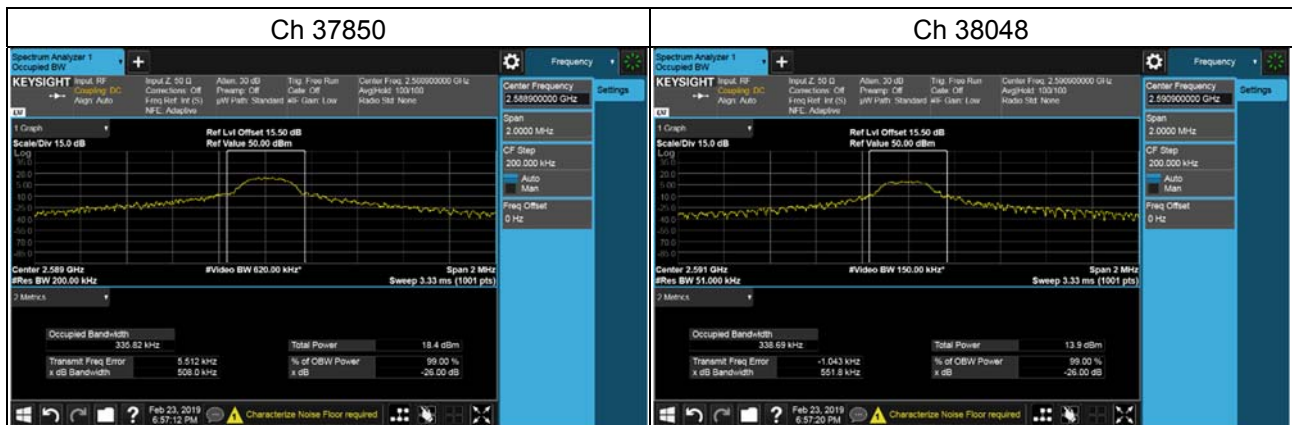 Ch 37850
Spectrum Analyzer 1
Occupied BW
KEYSIGHT
Input: RF
Coupling: DC
Align: Auto
Input Z: 50 Ω
Corrections: Off
Freq Ref: Int (S)
NFE: Adaptive
Atten: 30 dB
Preamp: Off
µW Path: Standard
Trig: Free Run
Gate: Off
#IF Gain: Low
Avg|Hold: 100/100
Radio Std: None
Frequency
Center Frequency
2.588900000 GHz
Settings
Span
2.0000 MHz
CF Step
200.000 kHz
Auto
Man
Freq Offset
0 Hz
1 Graph
Scale/Div 15.0 dB
Log
Ref Lvl Offset 15.50 dB
Ref Value 50.00 dBm
Center 2.589 GHz
#Res BW 200.00 kHz
#Video BW 620.00 kHz*
Span 2 MHz
Sweep 3.33 ms (1001 pts)
2 Metrics
Occupied Bandwidth
335.82 kHz
Total Power 18.4 dBm
Transmit Freq Error 5.512 kHz
% of OBW Power 99.00 %
x dB Bandwidth 508.0 kHz
x dB -26.00 dB
Feb 23, 2019
6:57:12 PM
Characterize Noise Floor required
Ch 38048
Spectrum Analyzer 1
Occupied BW
KEYSIGHT
Input: RF
Coupling: DC
Align: Auto
Input Z: 50 Ω
Corrections: Off
Freq Ref: Int (S)
NFE: Adaptive
Atten: 30 dB
Preamp: Off
µW Path: Standard
Trig: Free Run
Gate: Off
#IF Gain: Low
Avg|Hold: 100/100
Radio Std: None
Frequency
Center Frequency
2.590900000 GHz
Settings
Span
2.0000 MHz
CF Step
200.000 kHz
Auto
Man
Freq Offset
0 Hz
1 Graph
Scale/Div 15.0 dB
Log
Ref Lvl Offset 15.50 dB
Ref Value 50.00 dBm
Center 2.591 GHz
#Res BW 51.000 kHz
#Video BW 150.00 kHz*
Span 2 MHz
Sweep 3.33 ms (1001 pts)
2 Metrics
Occupied Bandwidth
338.69 kHz
Total Power 13.9 dBm
Transmit Freq Error -1.043 kHz
% of OBW Power 99.00 %
x dB Bandwidth 551.8 kHz
x dB -26.00 dB
Feb 23, 2019
6:57:20 PM
Characterize Noise Floor required